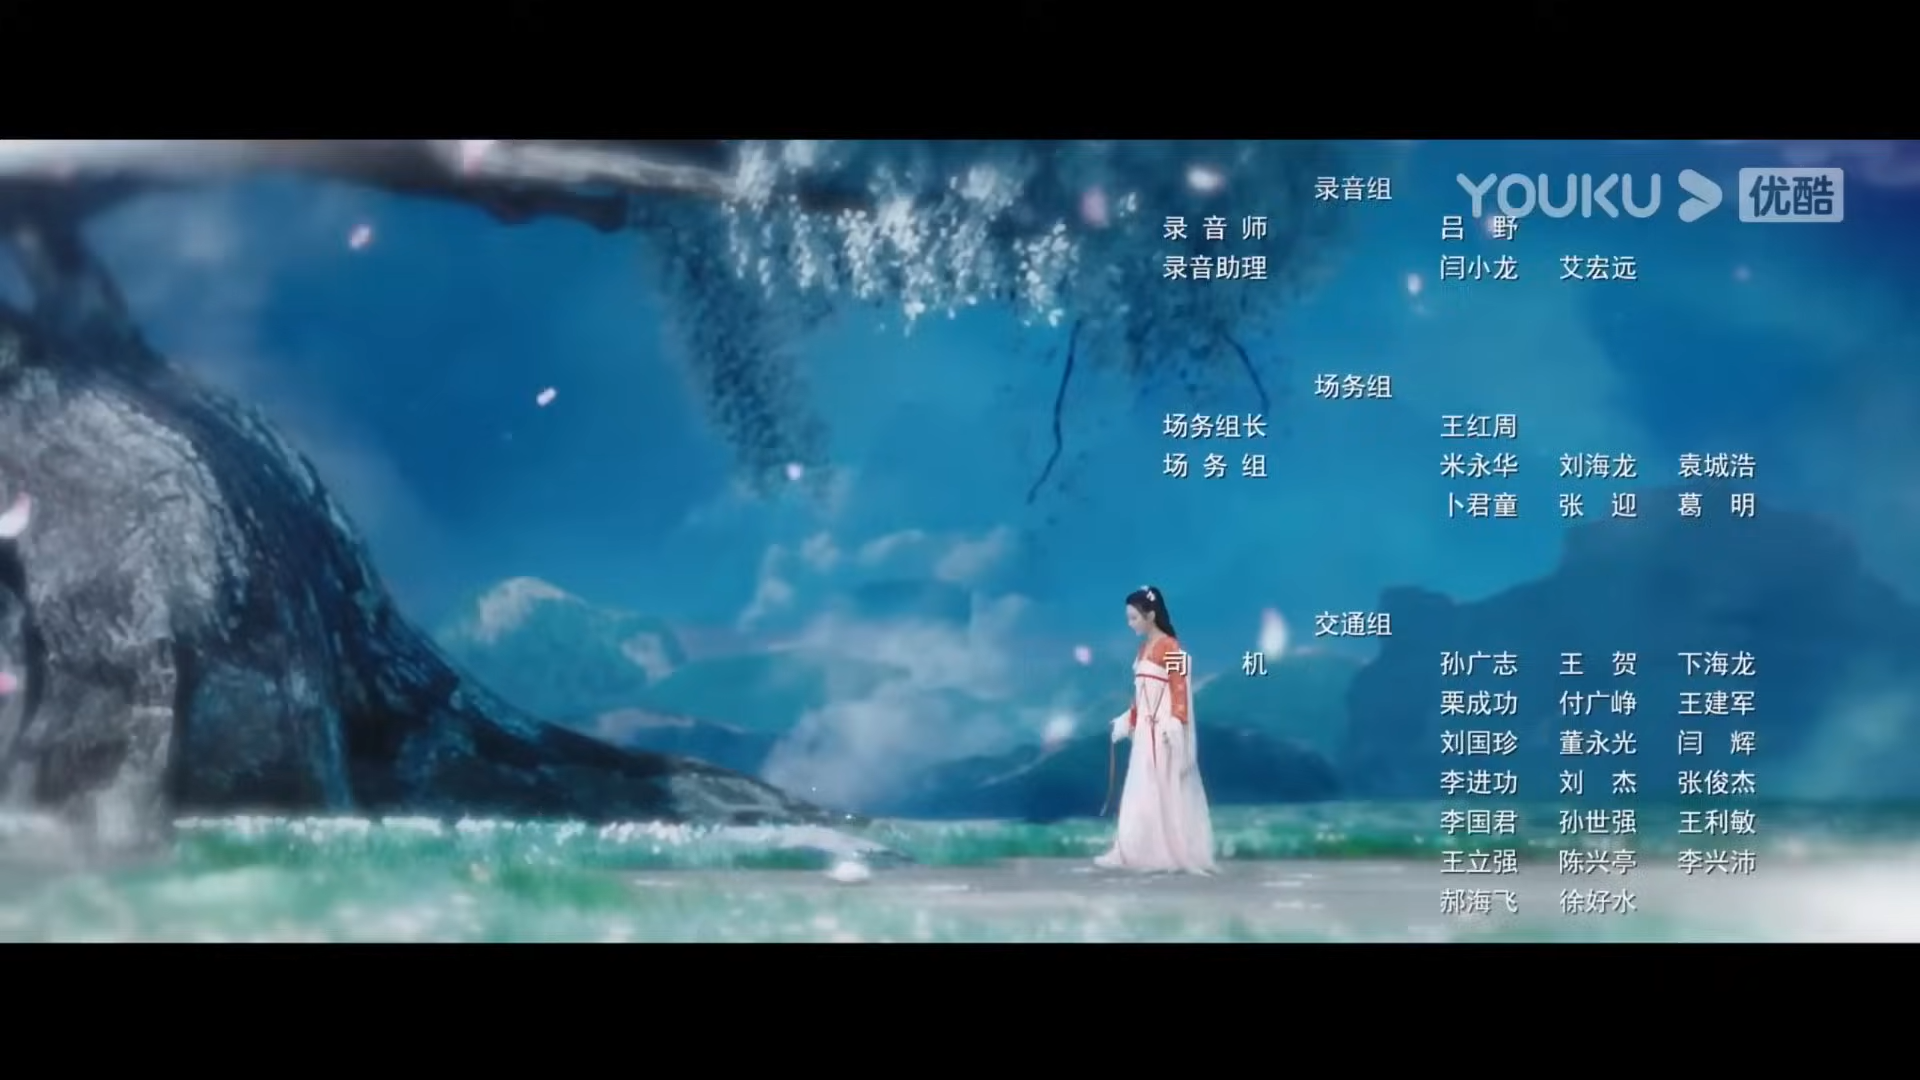 YOUKU 优酷
录音组
录音师 吕野
录音助理 闫小龙 艾宏远
场务组
场务组长 王红周
场务组 米永华 刘海龙 袁城浩
卜君童 张迎 葛明
交通组
司机 孙广志 王贺 下海龙
栗成功 付广峥 王建军
刘国珍 董永光 闫辉
李进功 刘杰 张俊杰
李国君 孙世强 王利敏
王立强 陈兴亭 李兴沛
郝海飞 徐好水